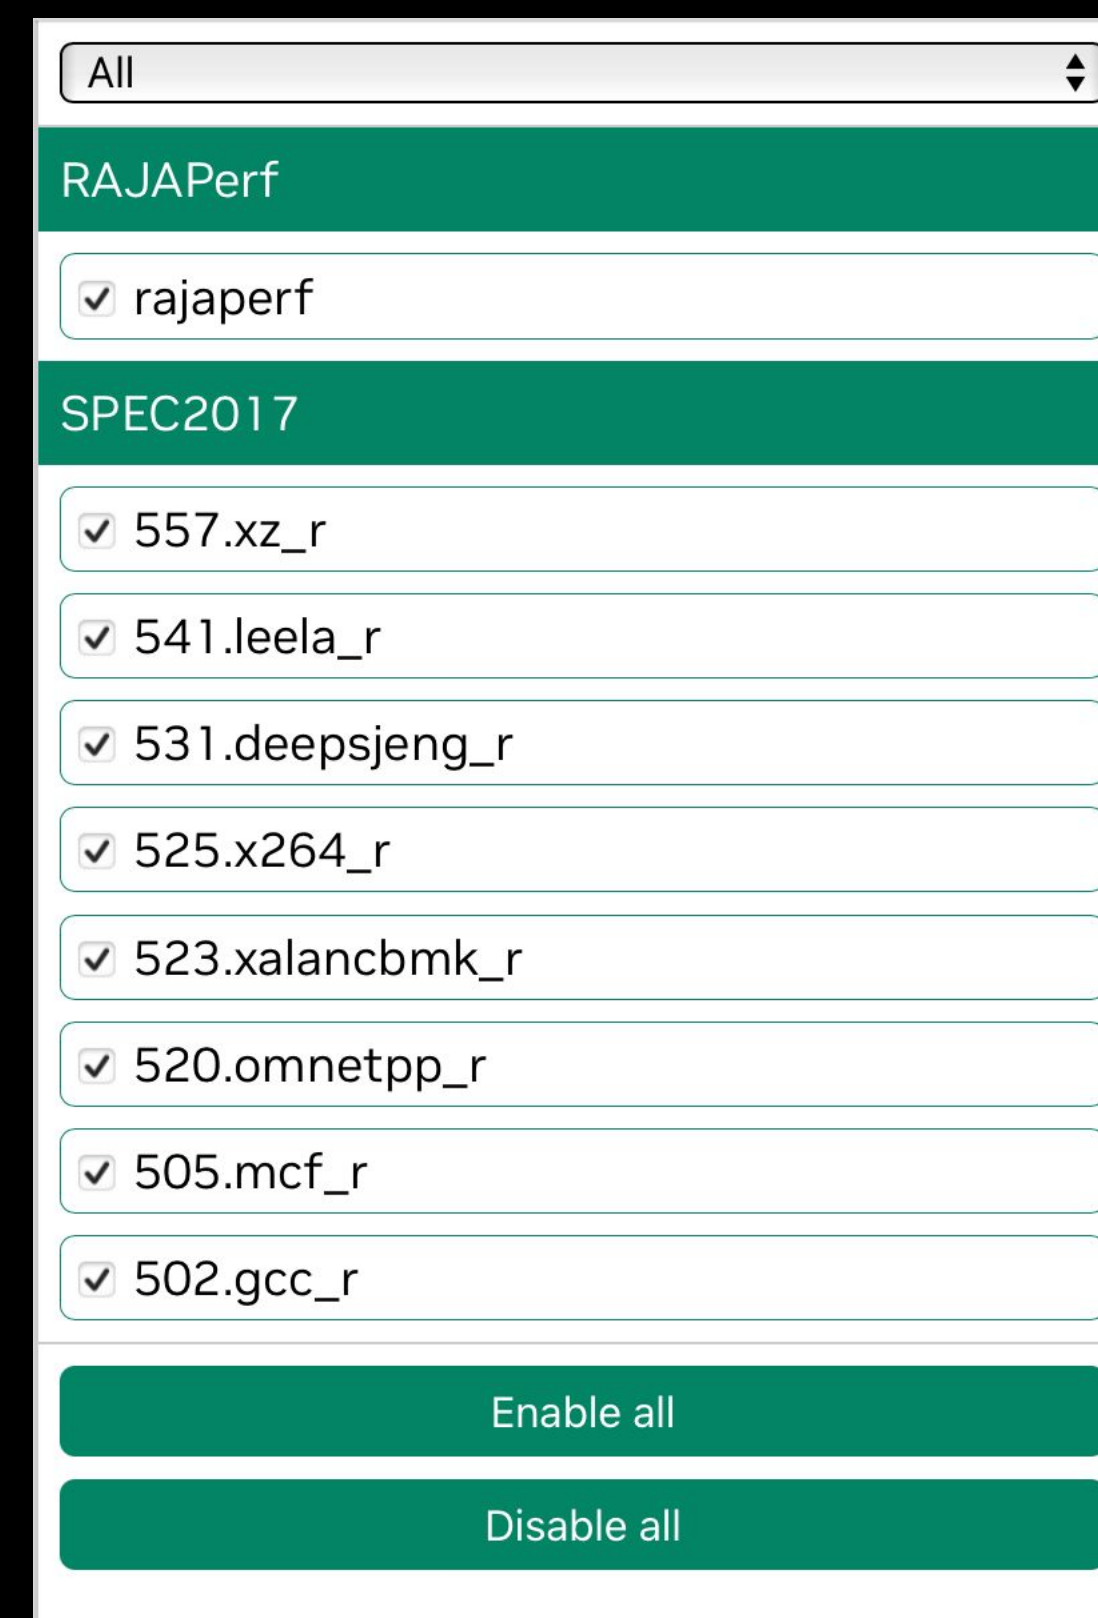 All
RAJAPerf
rajaperf
SPEC2017
557.xz_r
541.leela_r
531.deepsjeng_r
525.x264_r
523.xalancbmk_r
520.omnetpp_r
505.mcf_r
502.gcc_r
Enable all
Disable all